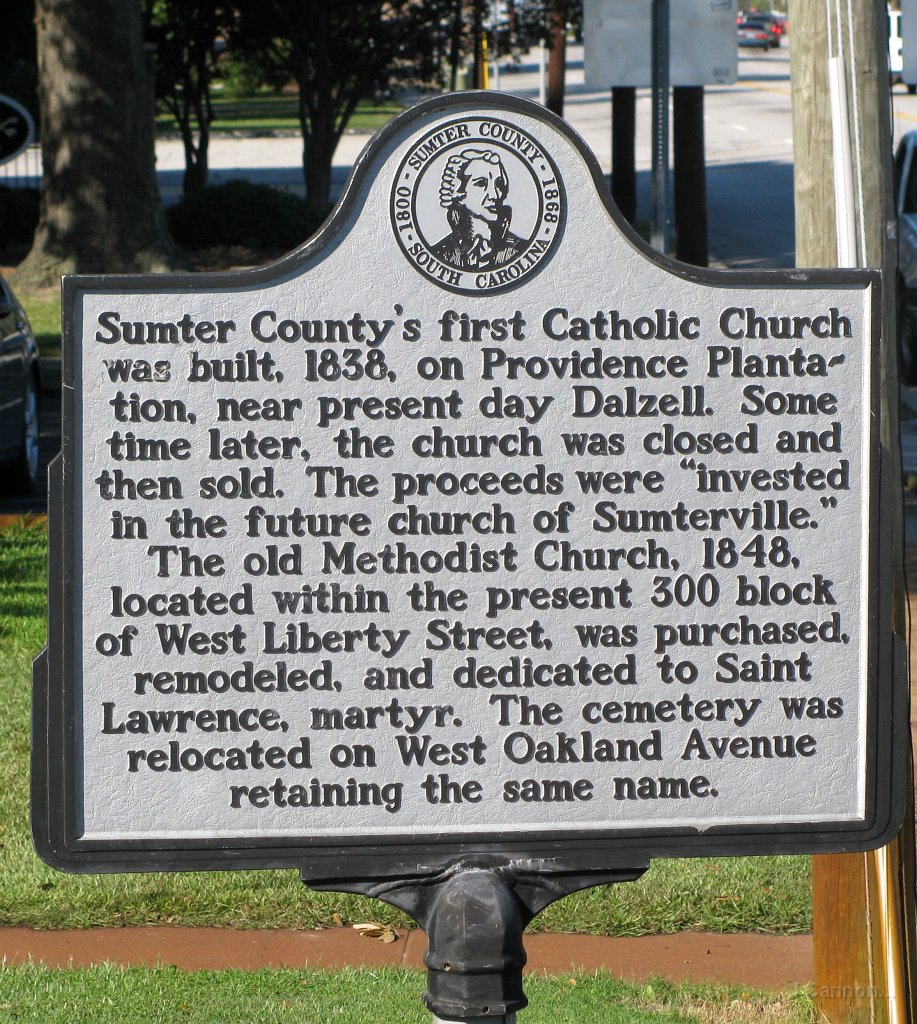 SUMTER COUNTY
1800 1868
SOUTH CAROLINA
Sumter County's first Catholic Church
was built, 1838, on Providence Planta-
tion, near present day Dalzell. Some
time later, the church was closed and
then sold. The proceeds were "invested
in the future church of Sumterville."
The old Methodist Church, 1848,
located within the present 300 block
of West Liberty Street, was purchased,
remodeled, and dedicated to Saint
Lawrence, martyr. The cemetery was
relocated on West Oakland Avenue
retaining the same name.